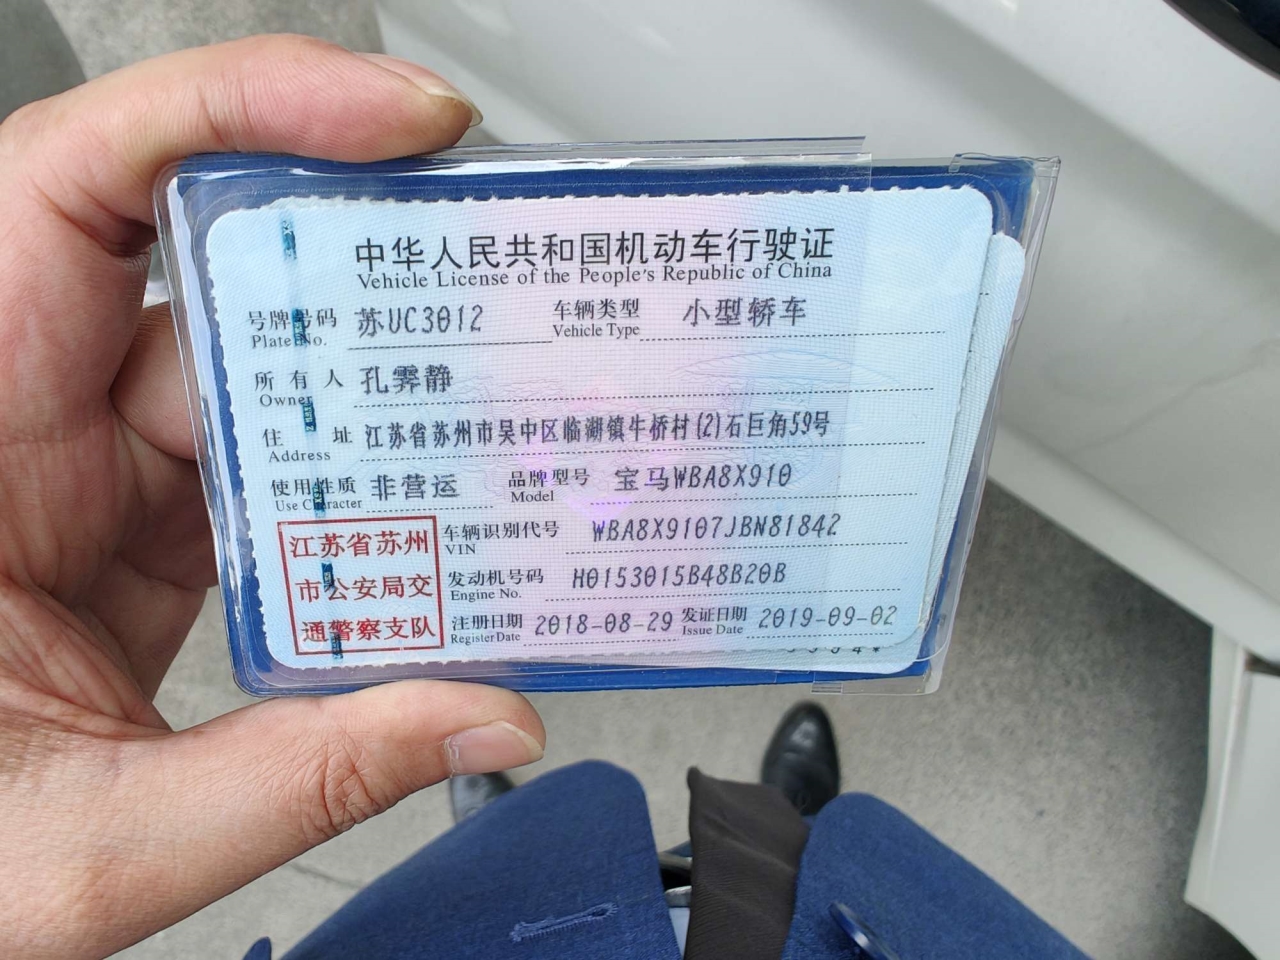 中华人民共和国机动车行驶证
Vehicle License of the People's Republic of China
号牌号码 苏UC3012 车辆类型 小型轿车
Plate No. Vehicle Type
所有人 孔霁静
Owner
住址 江苏省苏州市吴中区临湖镇牛桥村(2)石巨角59号
Address
使用性质 非营运 品牌型号 宝马WBA8X910
Use Character Model
江苏省苏州
市公安局交
通警察支队
车辆识别代号 WBA8X9107JBN81842
VIN
发动机号码 H0153015B48B20B
Engine No.
注册日期 2018-08-29 发证日期 2019-09-02
Register Date Issue Date